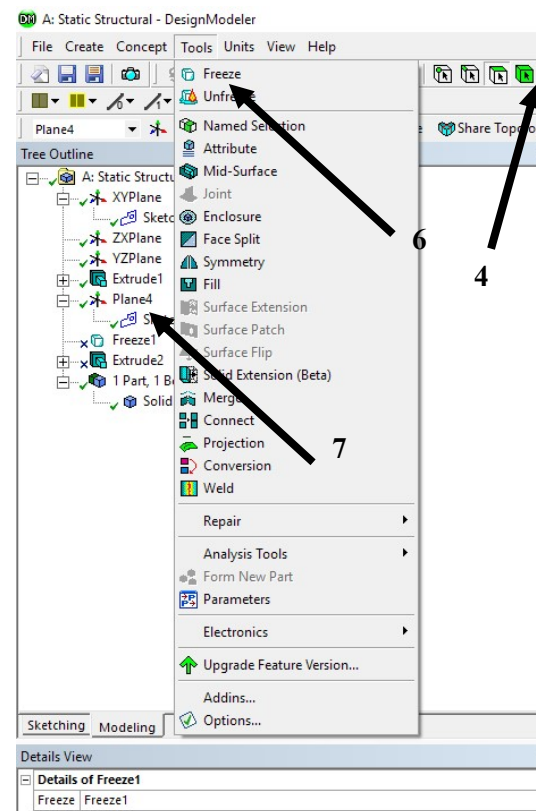 A: Static Structural - DesignModeler
File Create Concept Tools Units View Help
Freeze
Plane4
Named Selection
Share Topolo
Tree Outline
Attribute
A: Static Structu
Mid-Surface
XYPlane
Joint
Sketc
Enclosure
6
ZXPlane
Face Split
YZPlane
Symmetry
4
Extrude1
Fill
Plane4
Surface Extension
Surface Patch
Freeze1
Surface Flip
Extrude2
Solid Extension (Beta)
1 Part, 1 Bo
Merge
Solid
Connect
Projection
7
Conversion
Weld
Repair
Analysis Tools
Form New Part
Parameters
Electronics
Upgrade Feature Version...
Addins...
Sketching Modeling
Options...
Details View
Details of Freeze1
Freeze Freeze1